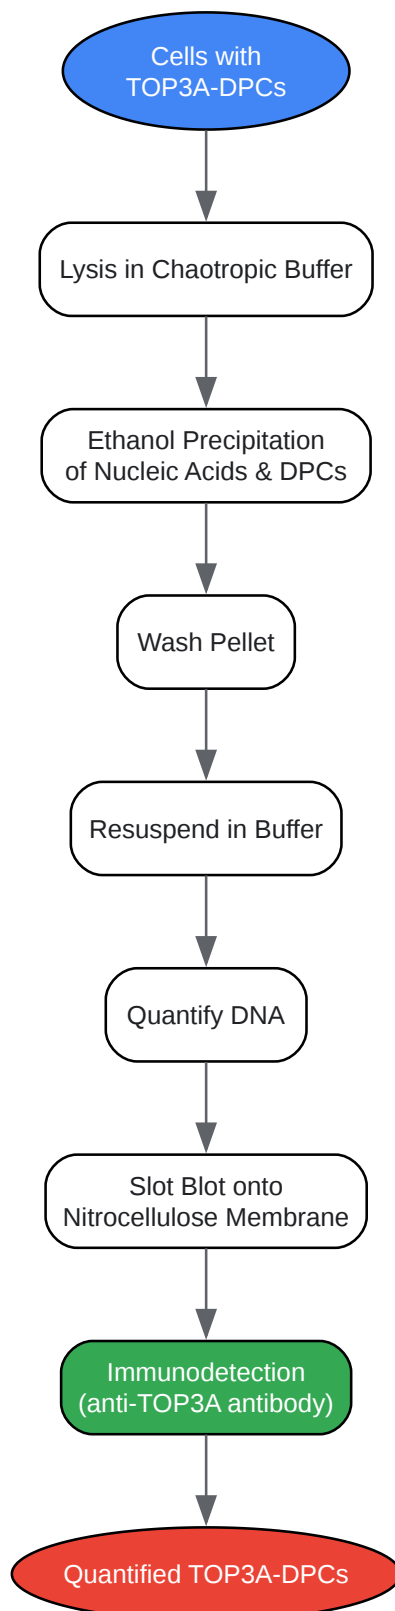 Cells with
TOP3A-DPCs
Lysis in Chaotropic Buffer
Ethanol Precipitation
of Nucleic Acids & DPCs
Wash Pellet
Resuspend in Buffer
Quantify DNA
Slot Blot onto
Nitrocellulose Membrane
Immunodetection
(anti-TOP3A antibody)
Quantified TOP3A-DPCs